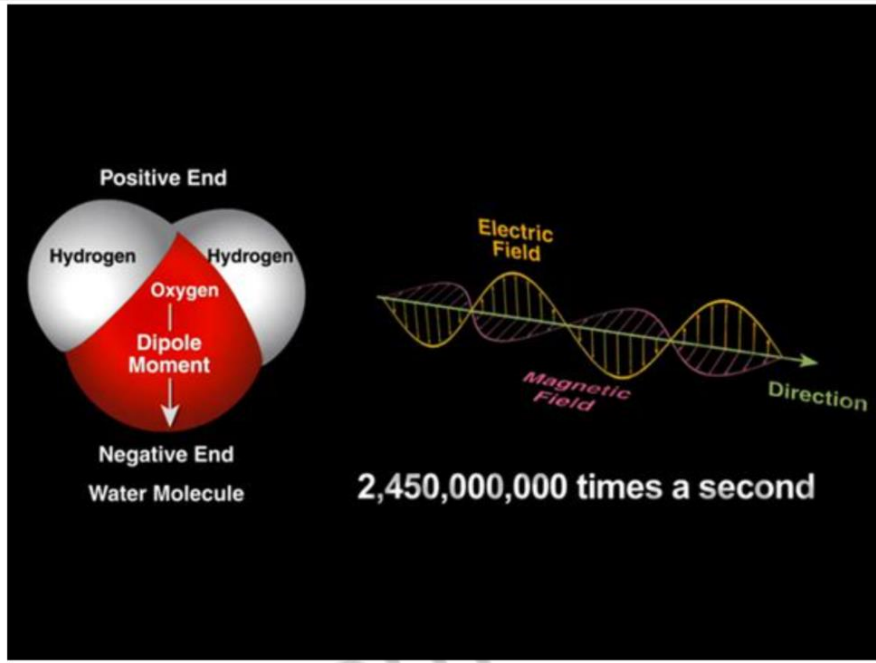 Positive End
Hydrogen
Hydrogen
Oxygen
Dipole
Moment
Negative End
Water Molecule
Electric
Field
Magnetic
Field
Direction
2,450,000,000 times a second